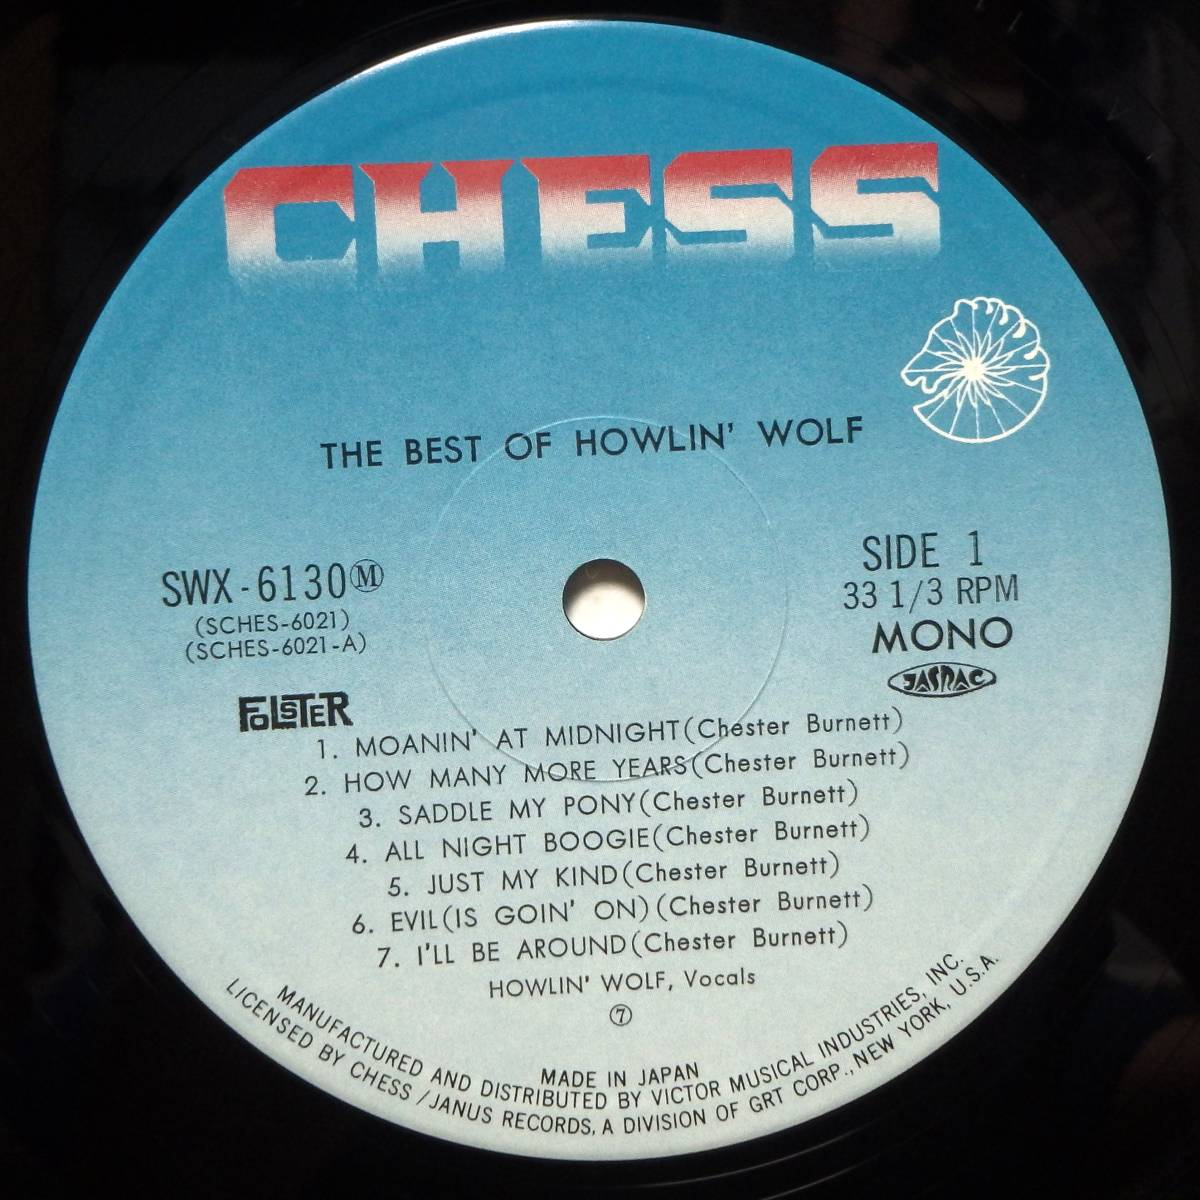 CHESS
THE BEST OF HOWLIN' WOLF
SWX-6130Ⓜ
(SCHES-6021)
(SCHES-6021-A)
SIDE 1
33 1/3 RPM
MONO
JASRAC
FOLSTER
1. MOANIN' AT MIDNIGHT(Chester Burnett)
2. HOW MANY MORE YEARS(Chester Burnett)
3. SADDLE MY PONY(Chester Burnett)
4. ALL NIGHT BOOGIE(Chester Burnett)
5. JUST MY KIND(Chester Burnett)
6. EVIL(IS GOIN' ON)(Chester Burnett)
7. I'LL BE AROUND(Chester Burnett)
HOWLIN' WOLF, Vocals
⑦
MADE IN JAPAN
MANUFACTURED AND DISTRIBUTED BY VICTOR MUSICAL INDUSTRIES, INC.
LICENSED BY CHESS/JANUS RECORDS, A DIVISION OF GRT CORP., NEW YORK, U.S.A.